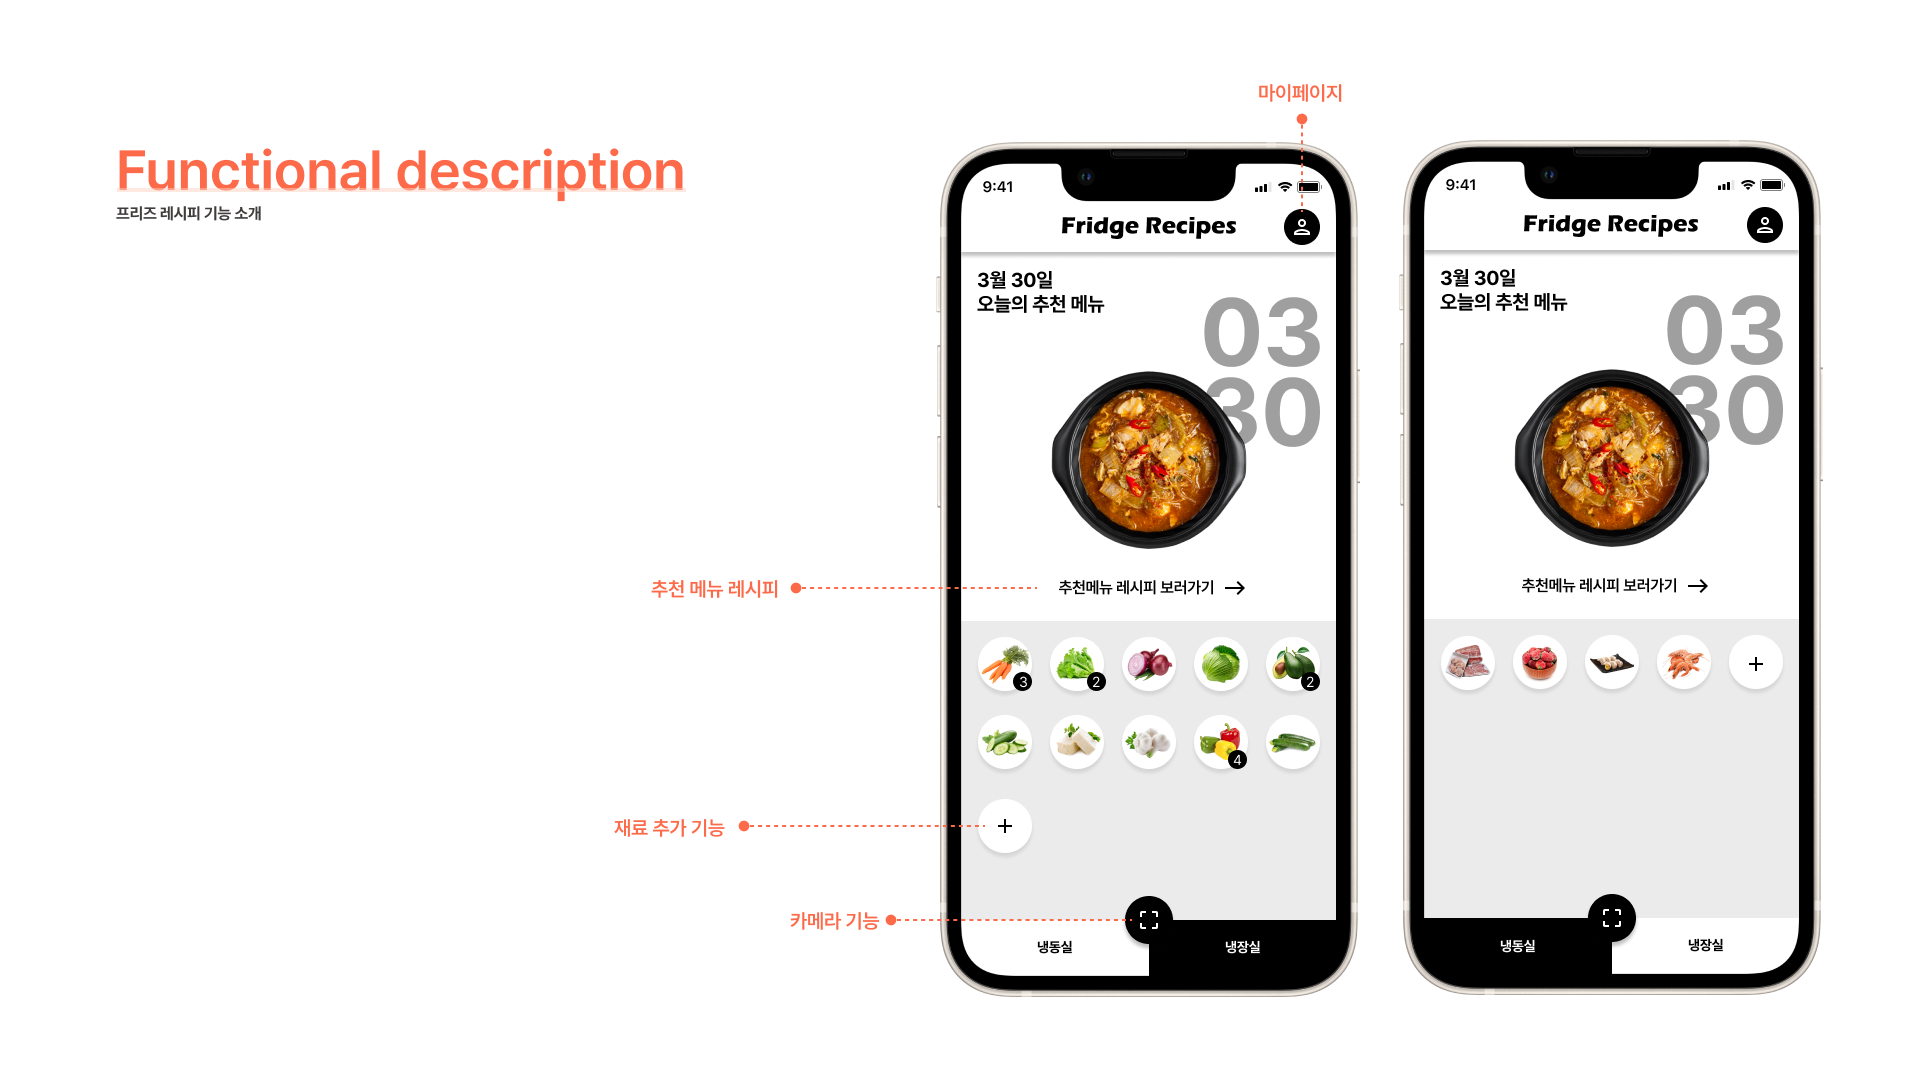 Functional description
프리즈 레시피 기능 소개
마이페이지
9:41
Fridge Recipes
3월 30일
오늘의 추천 메뉴
03
30
추천 메뉴 레시피
추천메뉴 레시피 보러가기
3
2
2
4
재료 추가 기능
카메라 기능
냉동실
냉장실
9:41
Fridge Recipes
3월 30일
오늘의 추천 메뉴
03
30
추천메뉴 레시피 보러가기
냉동실
냉장실